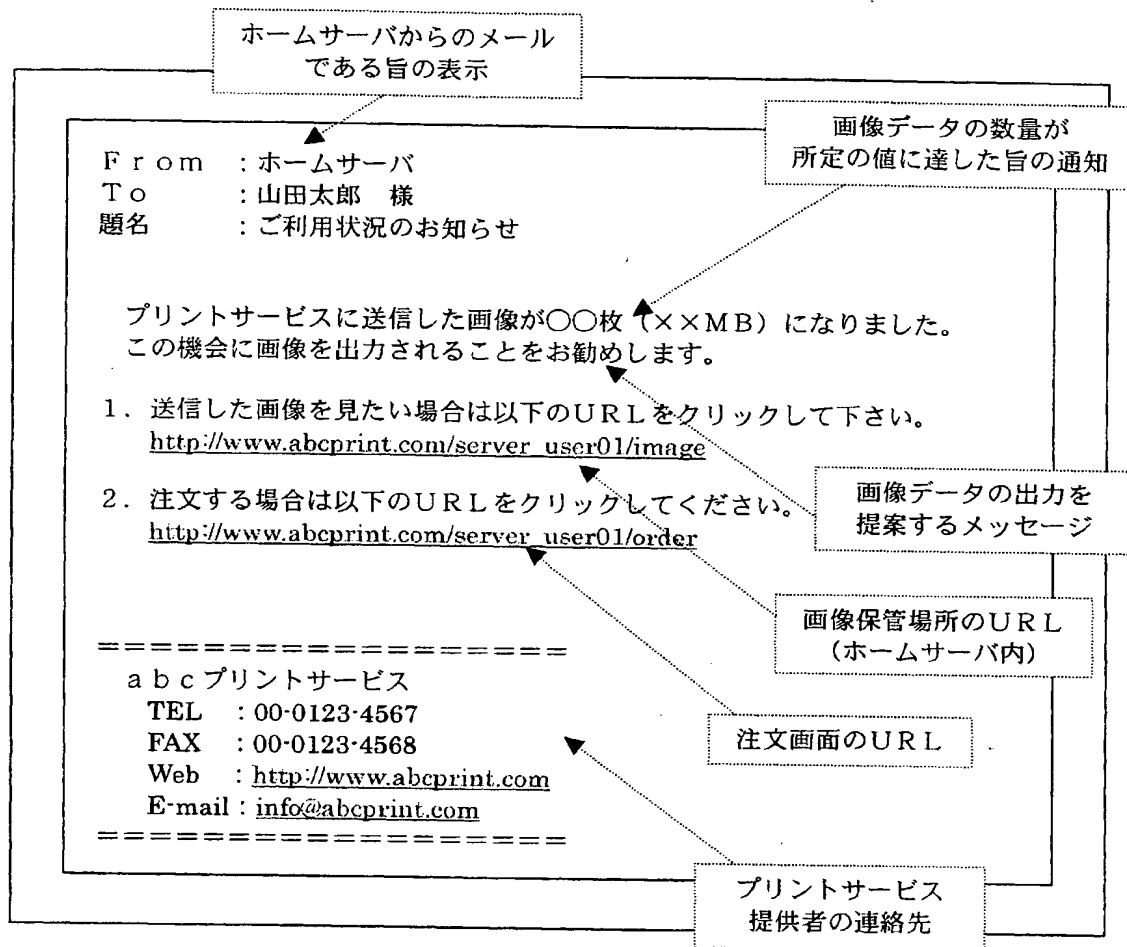 ホームサーバからのメール
である旨の表示
画像データの数量が
所定の値に達した旨の通知
From :ホームサーバ
To :山田太郎 様
題名 :ご利用状況のお知らせ
プリントサービスに送信した画像が〇〇枚(××MB)になりました。
この機会に画像を出力されることをお勧めします。
1.送信した画像を見たい場合は以下のURLをクリックして下さい。
http://www.abcprint.com/server_user01/image
2.注文する場合は以下のURLをクリックしてください。
http://www.abcprint.com/server_user01/order
画像データの出力を
提案するメッセージ
画像保管場所のURL
(ホームサーバ内)
注文画面のURL
==================
abcプリントサービス
TEL :00-0123-4567
FAX :00-0123-4568
Web :http://www.abcprint.com
E-mail:info@abcprint.com
==================
プリントサービス
提供者の連絡先